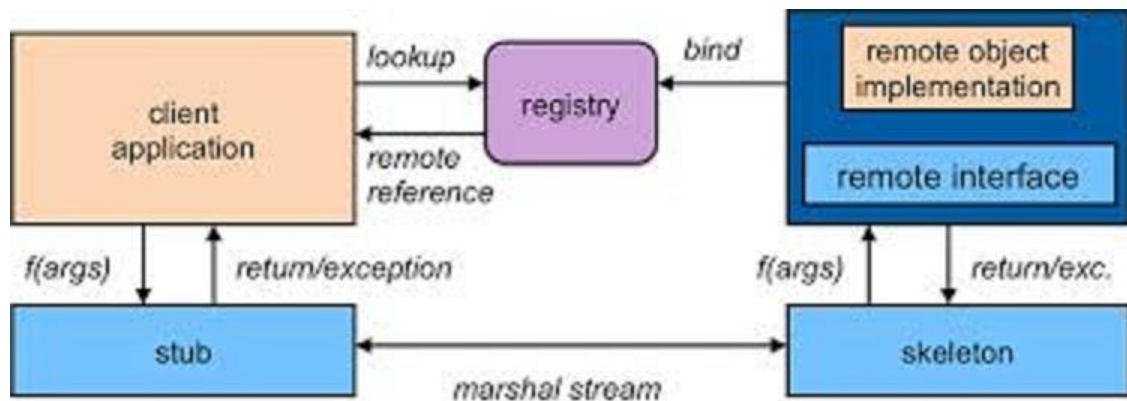 client
application
lookup
registry
remote
reference
bind
remote object
implementation
remote interface
f(args)
return/exception
f(args)
return/exc.
stub
marshal stream
skeleton